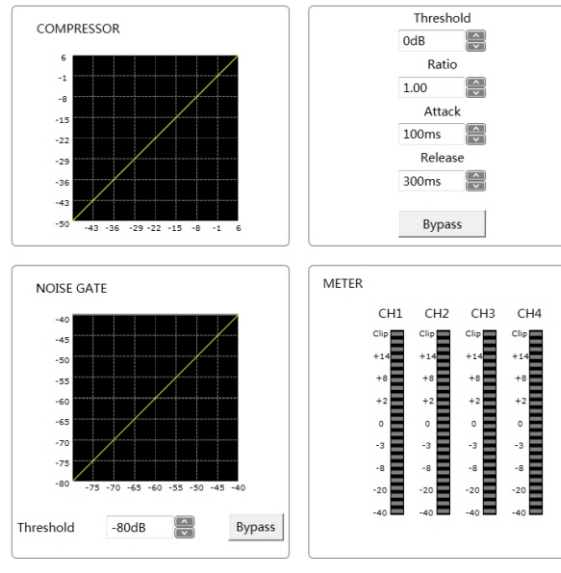 COMPRESSOR
6
-1
-8
-15
-22
-29
-36
-43
-50
-43 -36 -29 -22 -15 -8 -1 6
Threshold
0dB
Ratio
1.00
Attack
100ms
Release
300ms
Bypass
NOISE GATE
-40
-45
-50
-55
-60
-65
-70
-75
-80
-75 -70 -65 -60 -55 -50 -45 -40
Threshold -80dB Bypass
METER
CH1 CH2 CH3 CH4
Clip Clip Clip Clip
+14 +14 +14 +14
+8 +8 +8 +8
+2 +2 +2 +2
0 0 0 0
-3 -3 -3 -3
-8 -8 -8 -8
-20 -20 -20 -20
-40 -40 -40 -40